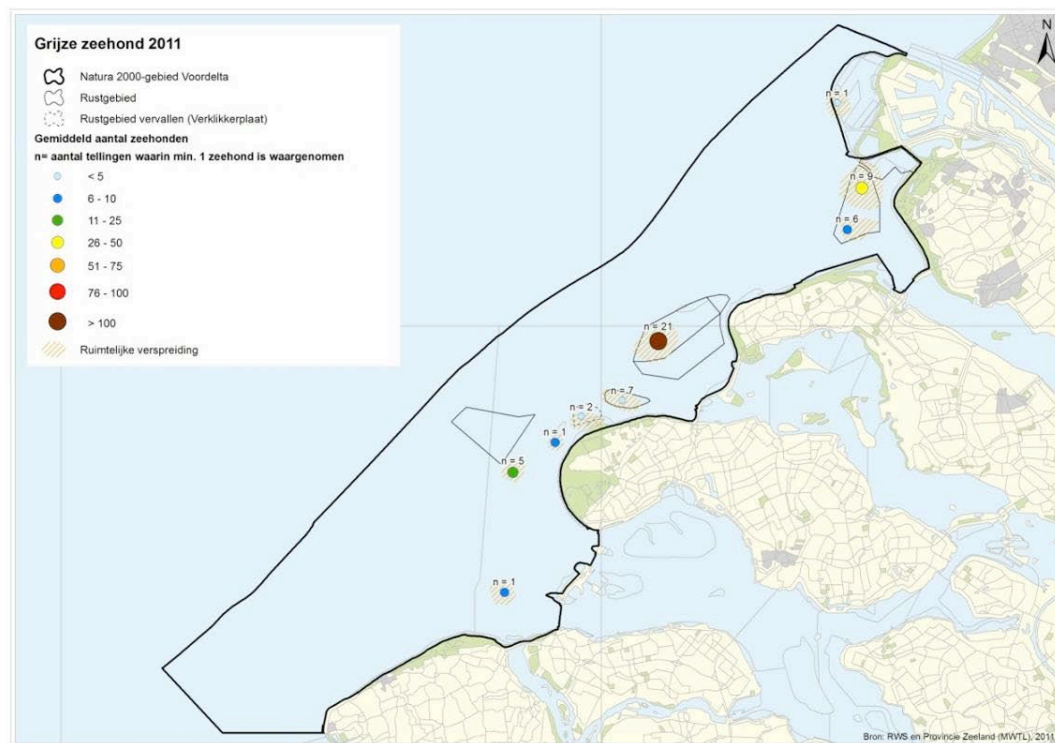 Grijze zeehond 2011
Natura 2000-gebied Voordelta
Rustgebied
Rustgebied vervallen (Verklikkerplaat)
Gemiddeld aantal zeehonden
n= aantal tellingen waarin min. 1 zeehond is waargenomen
< 5
6 - 10
11 - 25
26 - 50
51 - 75
76 - 100
> 100
Ruimtelijke verspreiding
N
n = 1
n = 9
n = 6
n = 21
n = 7
n = 2
n = 1
n = 5
n = 1
Bron: RWS en Provincie Zeeland (MWTL), 2011